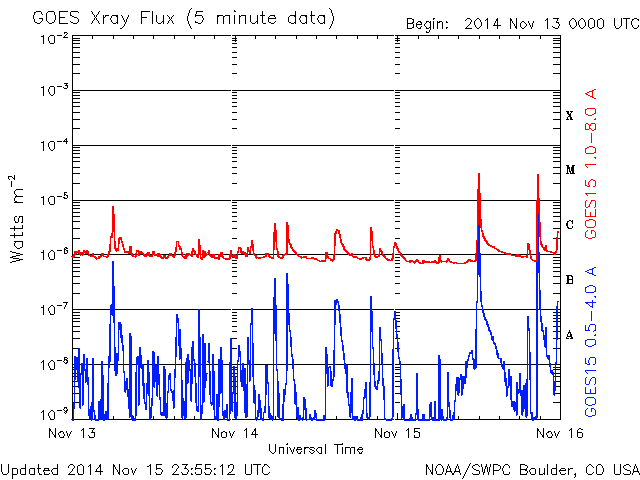 GOES Xray Flux (5 minute data)
Begin: 2014 Nov 13 0000 UTC
10⁻²
10⁻³
10⁻⁴
10⁻⁵
10⁻⁶
10⁻⁷
10⁻⁸
10⁻⁹
Watts m⁻²
X
M
C
B
A
GOES15 1.0-8.0 A
GOES15 0.5-4.0 A
Nov 13
Nov 14
Nov 15
Nov 16
Universal Time
Updated 2014 Nov 15 23:55:12 UTC
NOAA/SWPC Boulder, CO USA